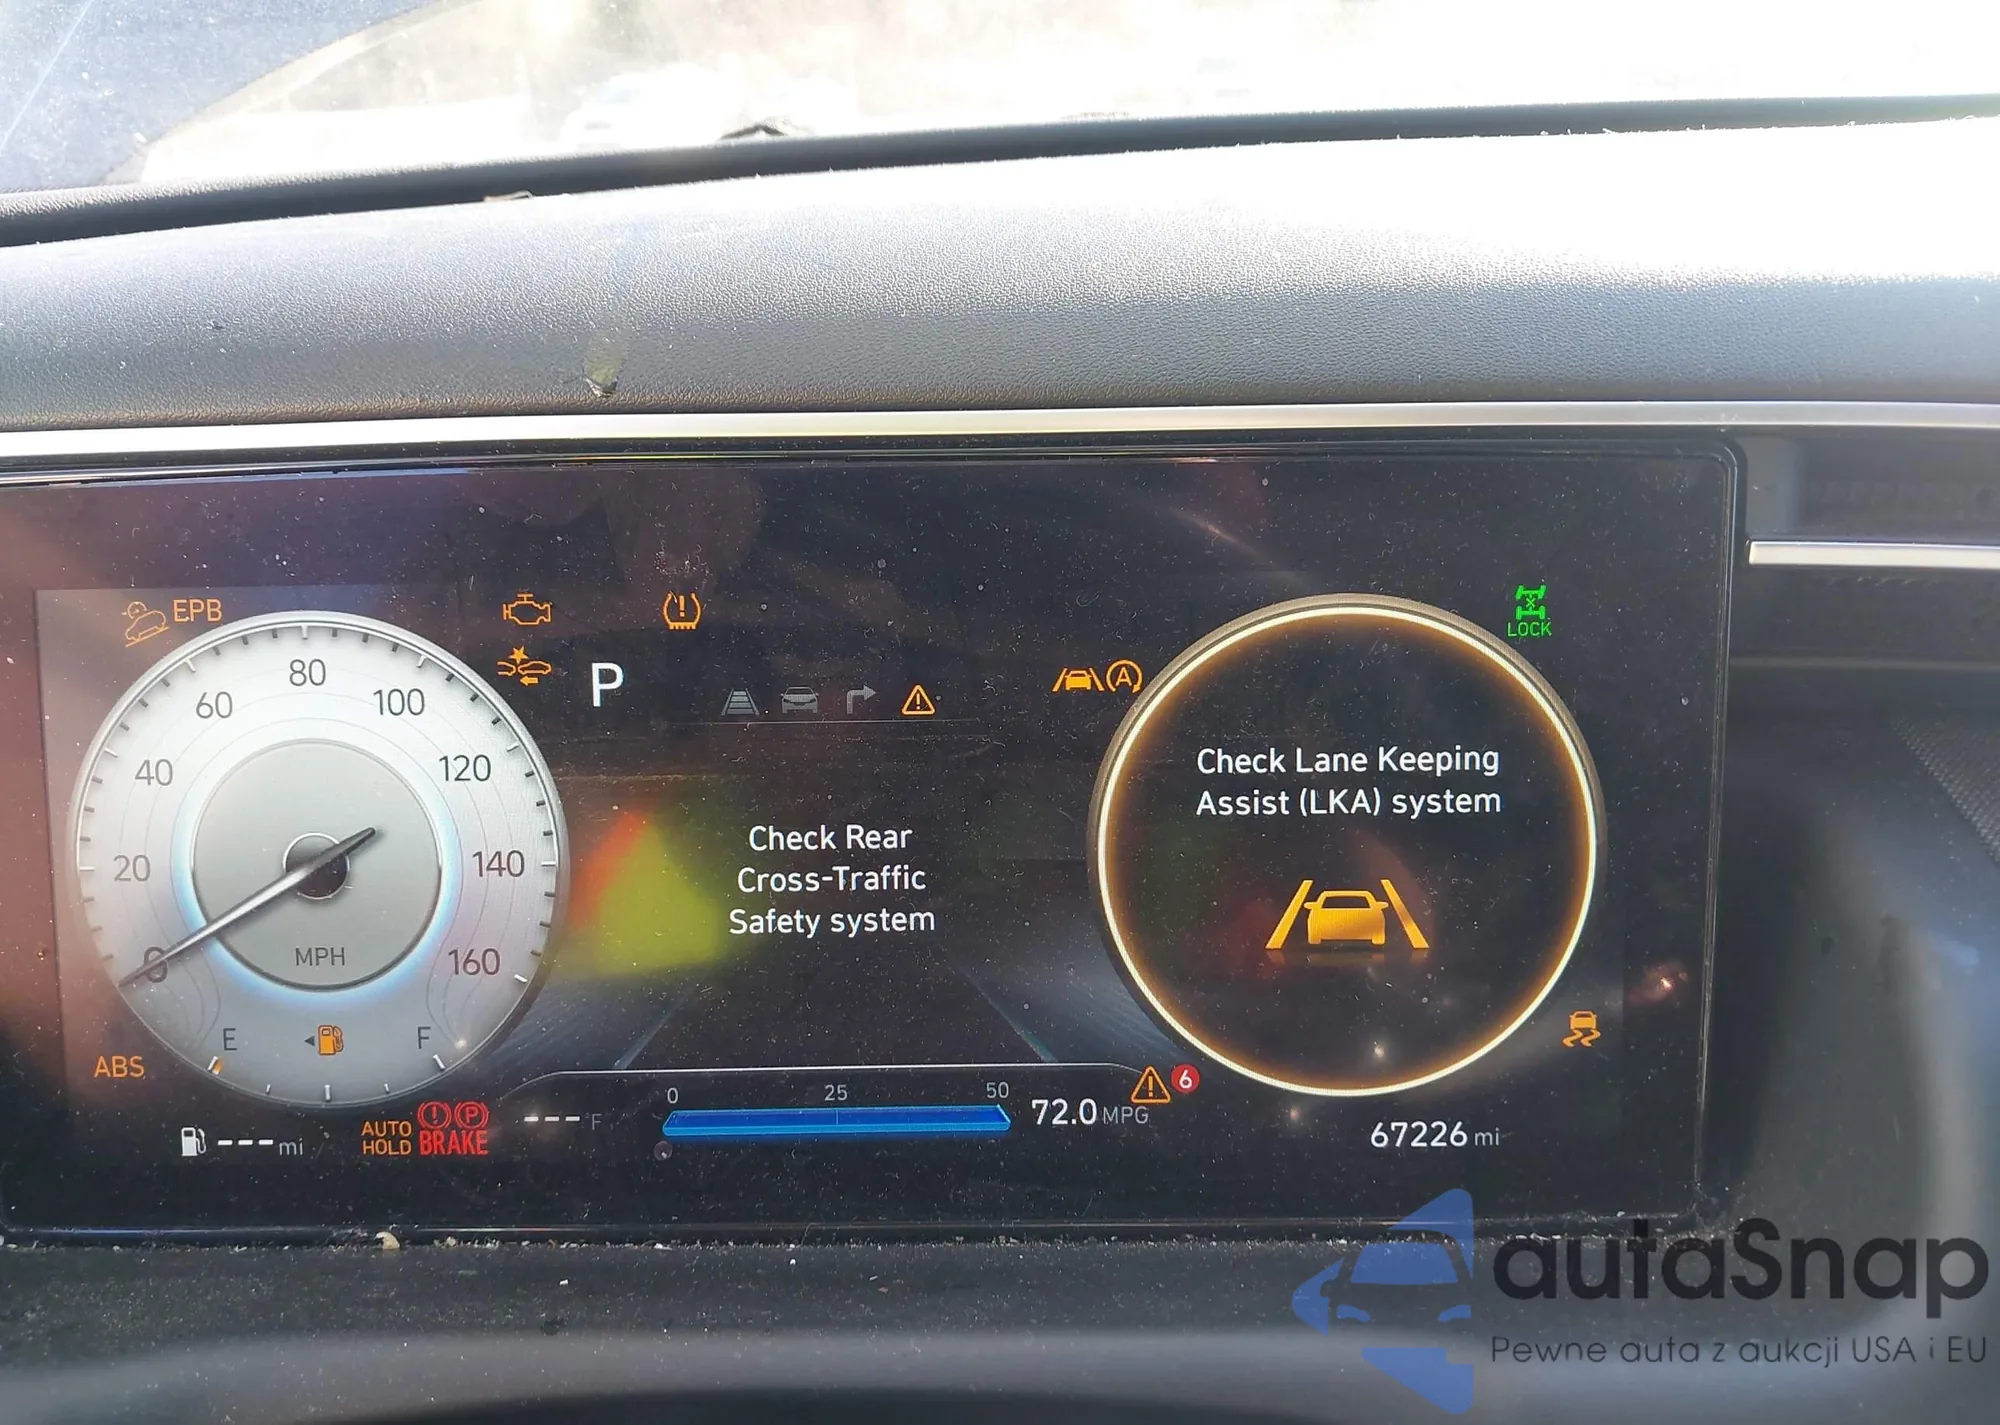 EPB
LOCK
P
A
80
60
100
40
120
20
140
0
160
MPH
E
F
ABS
Check Rear
Cross-Traffic
Safety system
Check Lane Keeping
Assist (LKA) system
0
25
50
72.0 MPG
6
--- mi
AUTO
HOLD
P
BRAKE
--- F
67226 mi
autaSnap
Pewne auta z aukcji USA i EU